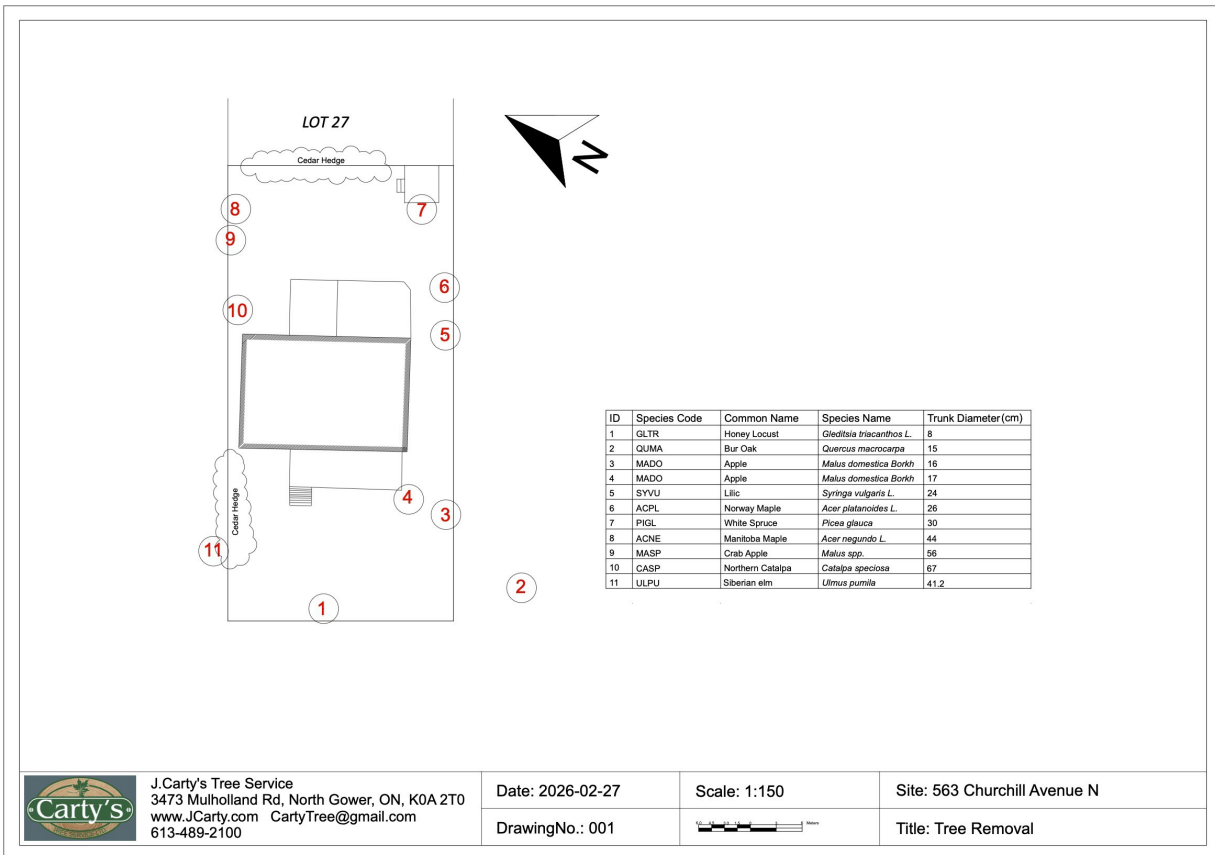 LOT 27
Cedar Hedge
N
8
7
9
6
10
5
4
Cedar Hedge
3
11
2
1
ID Species Code Common Name Species Name Trunk Diameter(cm)
1 GLTR Honey Locust Gleditsia triacanthos L. 8
2 QUMA Bur Oak Quercus macrocarpa 15
3 MADO Apple Malus domestica Borkh 16
4 MADO Apple Malus domestica Borkh 17
5 SYVU Lilic Syringa vulgaris L. 24
6 ACPL Norway Maple Acer platanoides L. 26
7 PIGL White Spruce Picea glauca 30
8 ACNE Manitoba Maple Acer negundo L. 44
9 MASP Crab Apple Malus spp. 56
10 CASP Northern Catalpa Catalpa speciosa 67
11 ULPU Siberian elm Ulmus pumila 41.2
Carty's
J.Carty's Tree Service
3473 Mulholland Rd, North Gower, ON, K0A 2T0
www.JCarty.com CartyTree@gmail.com
613-489-2100
Date: 2026-02-27
Scale: 1:150
Site: 563 Churchill Avenue N
DrawingNo.: 001
Meters
Title: Tree Removal